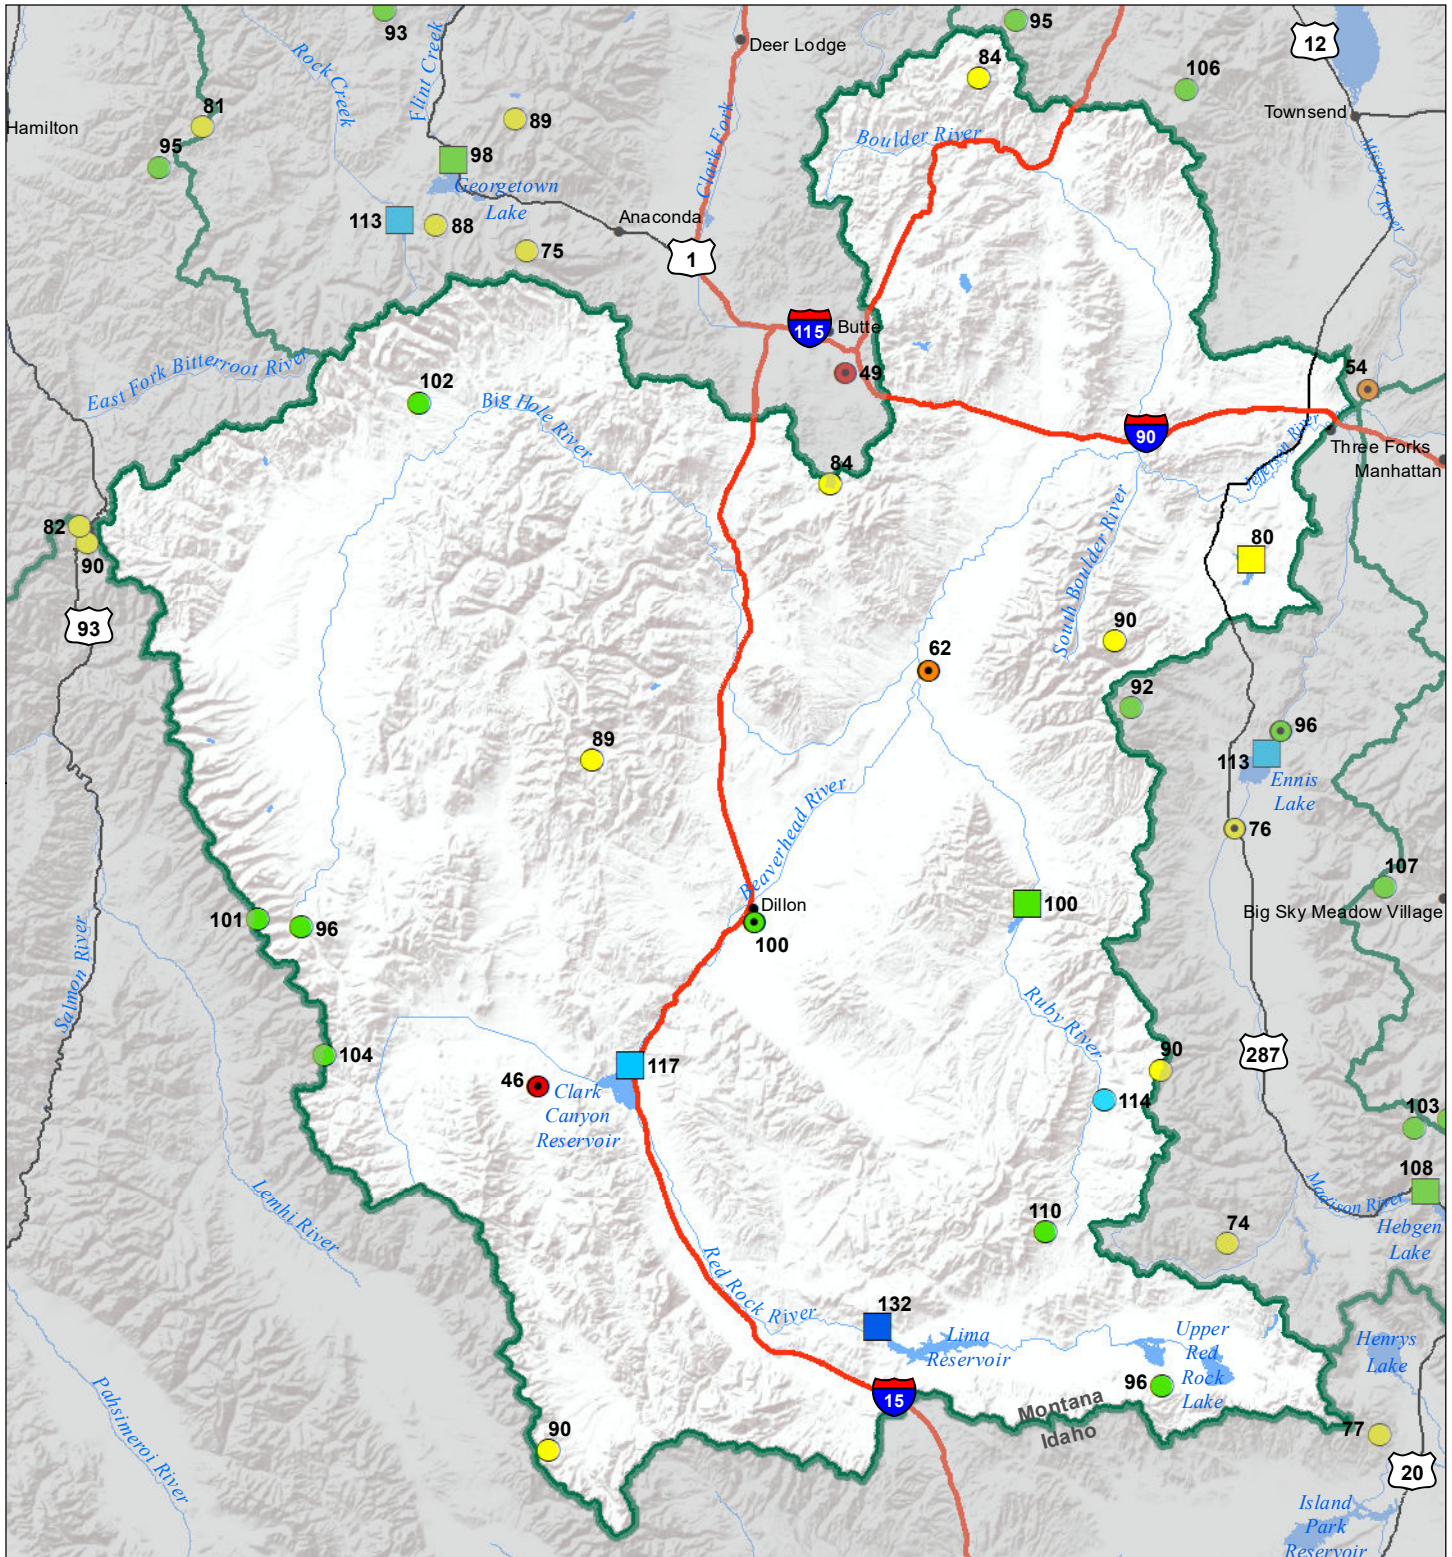 93
Rock Creek
Flint Creek
Deer Lodge
95
84
106
12
Townsend
Hamilton
81
95
89
98
Georgetown
Lake
113
88
75
Anaconda
Clark Fork
1
Boulder River
Missouri River
115
Butte
49
54
East Fork Bitterroot River
102
Big Hole River
84
90
Jefferson River
Three Forks
Manhattan
82
90
93
80
South Boulder River
90
62
92
96
113
Ennis
Lake
89
76
Beaverhead River
107
Dillon
100
100
Big Sky Meadow Village
101
96
Salmon River
Ruby River
104
117
46
Clark
Canyon
Reservoir
90
287
114
103
108
Madison River
Hebgen
Lake
Lemhi River
110
74
Red Rock River
132
Lima
Reservoir
Upper
Red
Rock
Lake
Henrys
Lake
96
15
Montana
Idaho
77
Pahsimeroi River
90
20
Island
Park
Reservoir